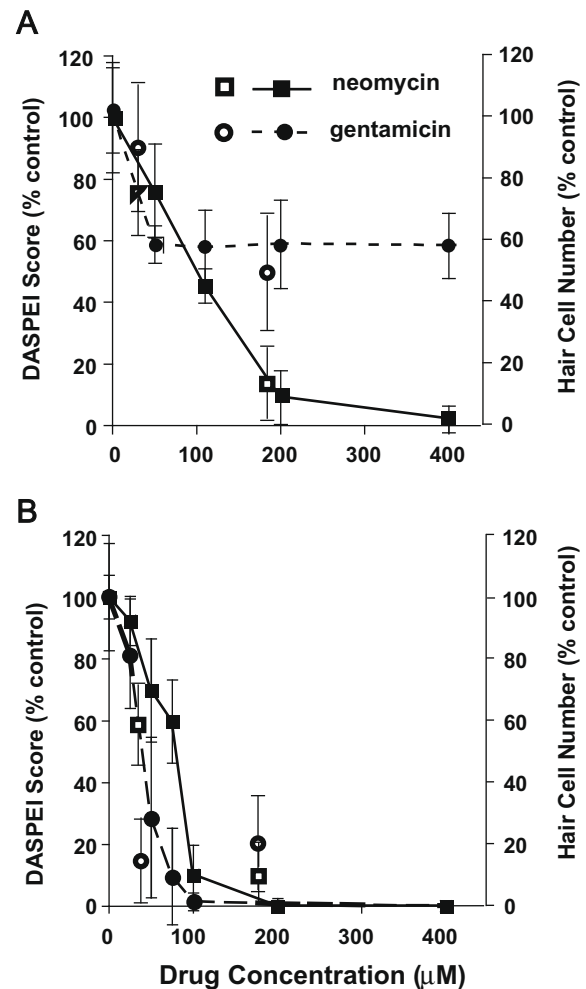 A
DASPEI Score (% control)
120
100
80
60
40
20
0
neomycin
gentamicin
120
100
80
60
40
20
0
Hair Cell Number (% control)
0 100 200 300 400
B
DASPEI Score (% control)
120
100
80
60
40
20
0
120
100
80
60
40
20
0
Hair Cell Number (% control)
0 100 200 300 400
Drug Concentration (μM)